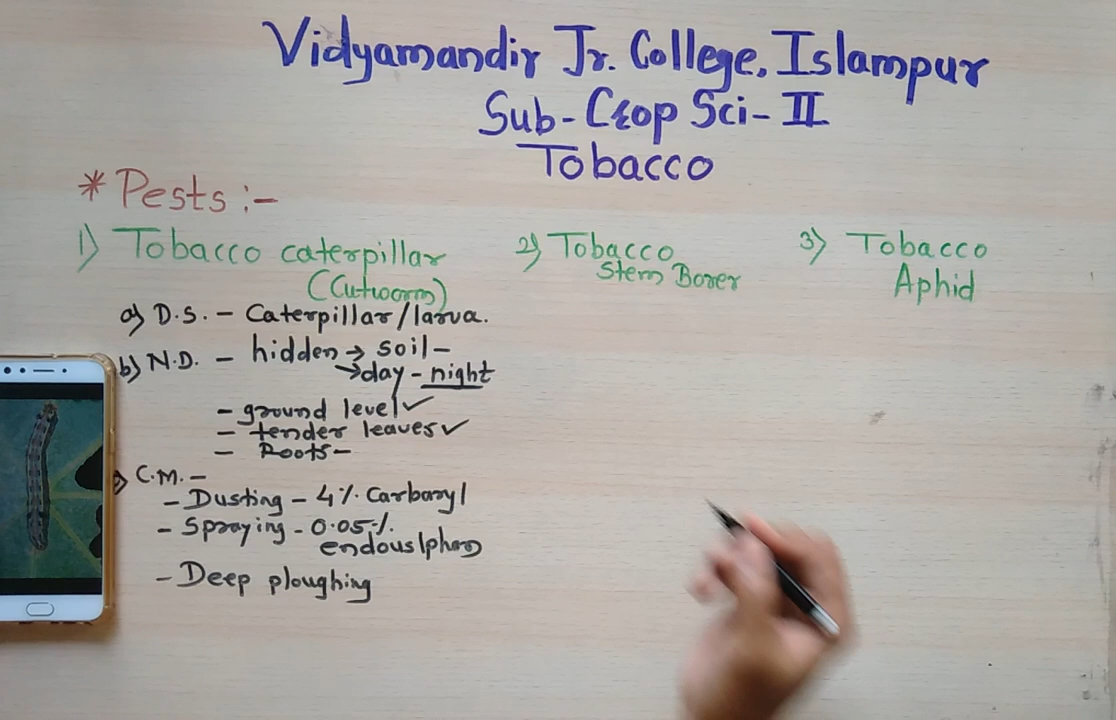 Vidyamandir Jr. College, Islampur
Sub-Crop Sci-II
Tobacco
* Pests :-
1) Tobacco caterpillar
(Cutworm)
2) Tobacco
Stem Borer
3) Tobacco
Aphid
a) D.S. - Caterpillar/larva.
b) N.D. - hidden → soil -
→ day - night
- ground level ✓
- tender leaves ✓
- Roots -
c) C.M. -
- Dusting - 4%. Carbaryl
- Spraying - 0.05%.
endouslphan
- Deep ploughing